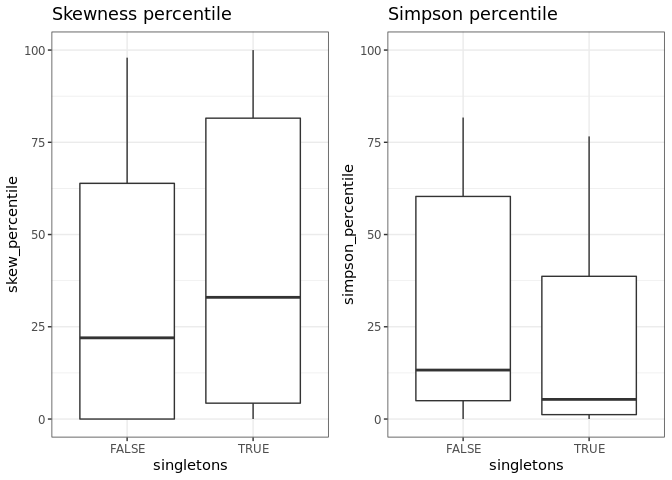 Skewness percentile
100
75
50
25
0
skew_percentile
FALSE
TRUE
singletons
Simpson percentile
100
75
50
25
0
simpson_percentile
FALSE
TRUE
singletons